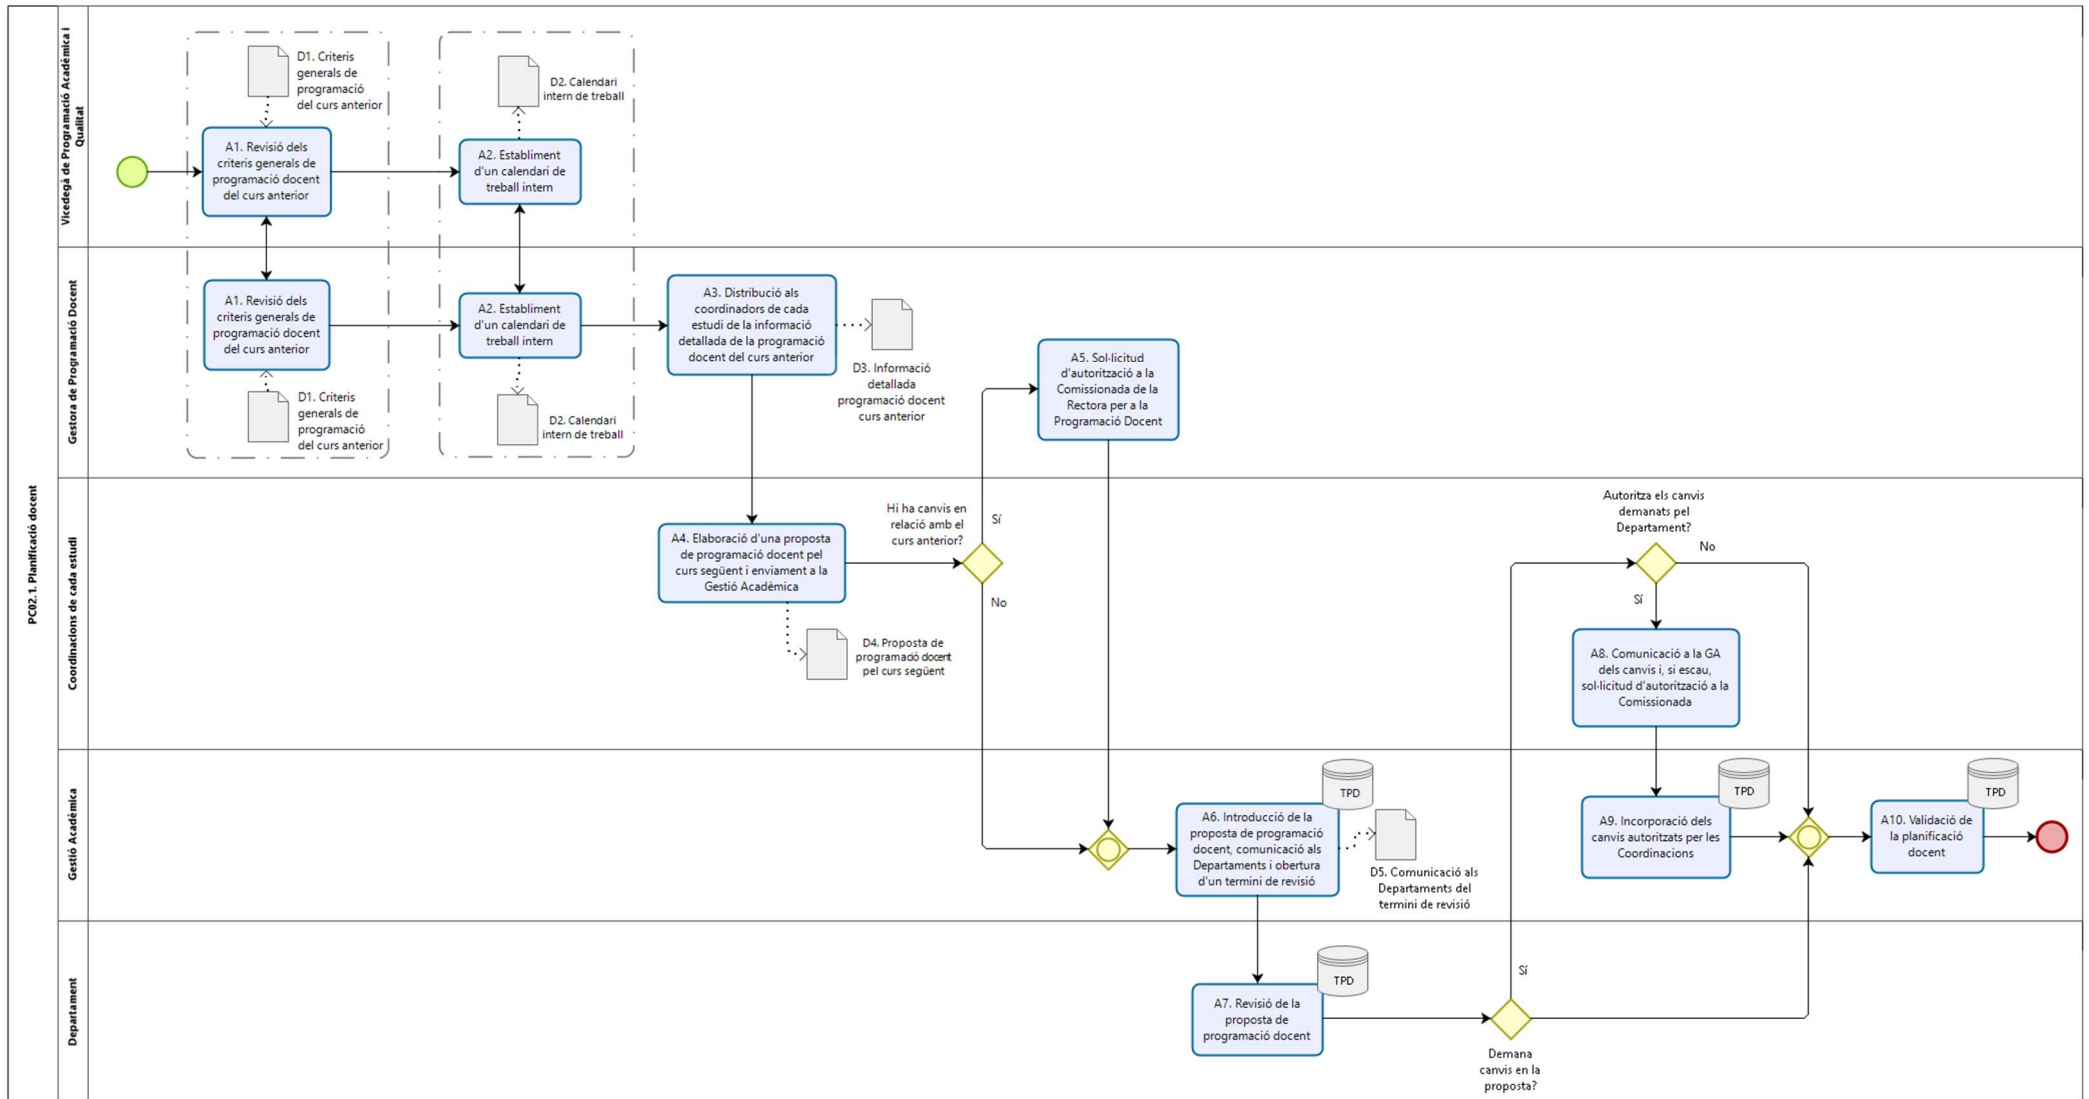 PC02.1. Planificació docent
Vicedegà de Programació Acadèmica i
Qualitat
D1. Criteris
generals de
programació
del curs anterior
A1. Revisió dels
criteris generals de
programació docent
del curs anterior
D2. Calendari
intern de treball
A2. Establiment
d'un calendari de
treball intern
Gestora de Programació Docent
A1. Revisió dels
criteris generals de
programació docent
del curs anterior
D1. Criteris
generals de
programació
del curs anterior
A2. Establiment
d'un calendari de
treball intern
D2. Calendari
intern de treball
A3. Distribució als
coordinadors de cada
estudi de la informació
detallada de la programació
docent del curs anterior
D3. Informació
detallada
programació docent
curs anterior
A5. Sol·licitud
d'autorització a la
Comissionada de la
Rectora per a la
Programació Docent
Coordinacions de cada estudi
A4. Elaboració d'una proposta
de programació docent pel
curs següent i enviament a la
Gestió Acadèmica
D4. Proposta de
programadó docent
pel curs següent
Hi ha canvis en
relació amb el
curs anterior?
Sí
No
Autoritza els canvis
demanats pel
Departament?
No
Sí
A8. Comunicació a la GA
dels canvis i, si escau,
sol·licitud d'autorització a la
Comissionada
Gestió Acadèmica
TPD
A6. Introducció de la
proposta de programació
docent, comunicació als
Departaments i obertura
d'un termini de revisió
D5. Comunicació als
Departaments del
termini de revisió
TPD
A9. Incorporació dels
canvis autoritzats per les
Coordinacions
TPD
A10. Validació de
la planificació
docent
Departament
TPD
A7. Revisió de la
proposta de
programació docent
Sí
Demana
canvis en la
proposta?